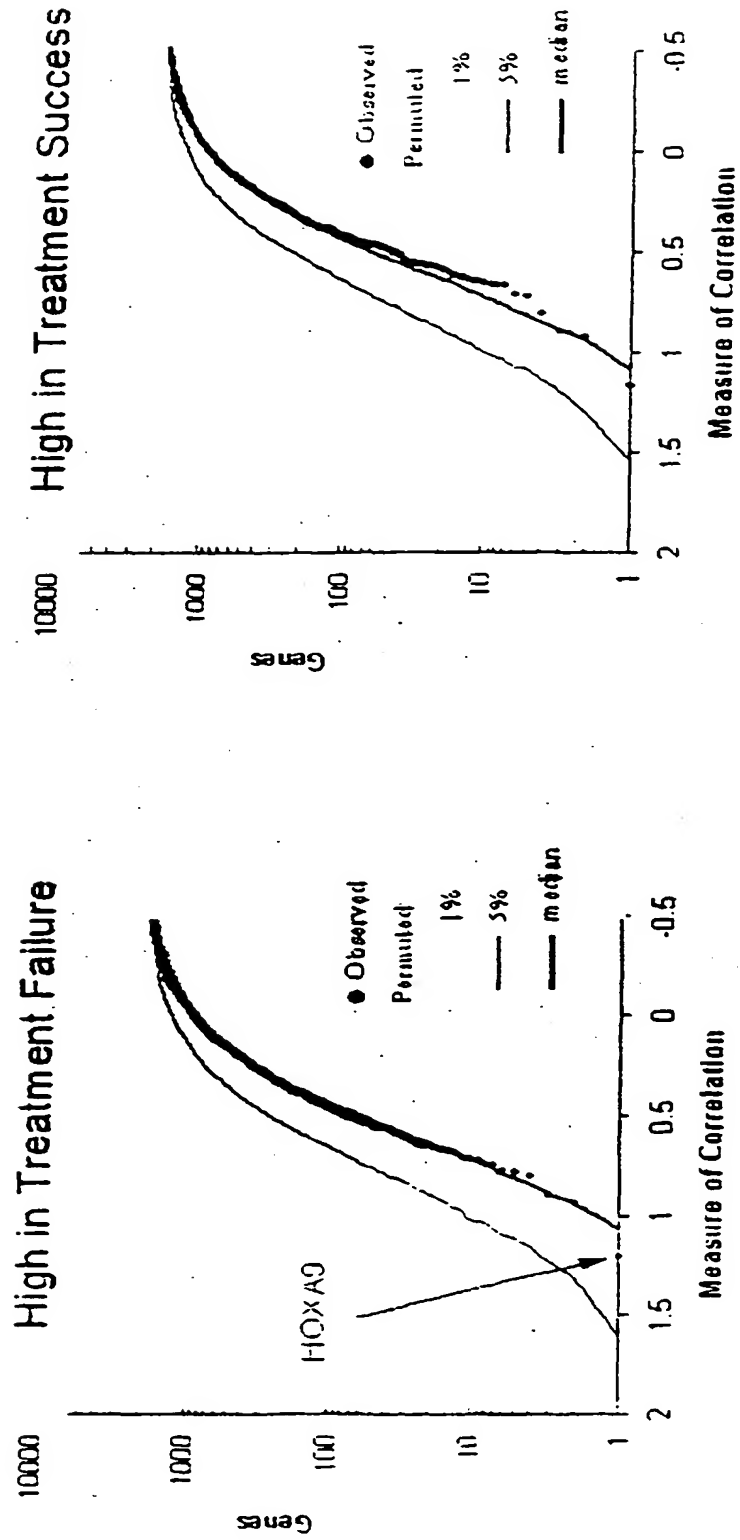 High in Treatment Failure
10000
1000
100
10
1
Genes
HOXA9
Observed
Permuted
1%
5%
median
2
1.5
1
0.5
0
-0.5
Measure of Correlation
High in Treatment Success
10000
1000
100
10
1
Genes
Observed
Permuted
1%
5%
median
2
1.5
1
0.5
0
-0.5
Measure of Correlation